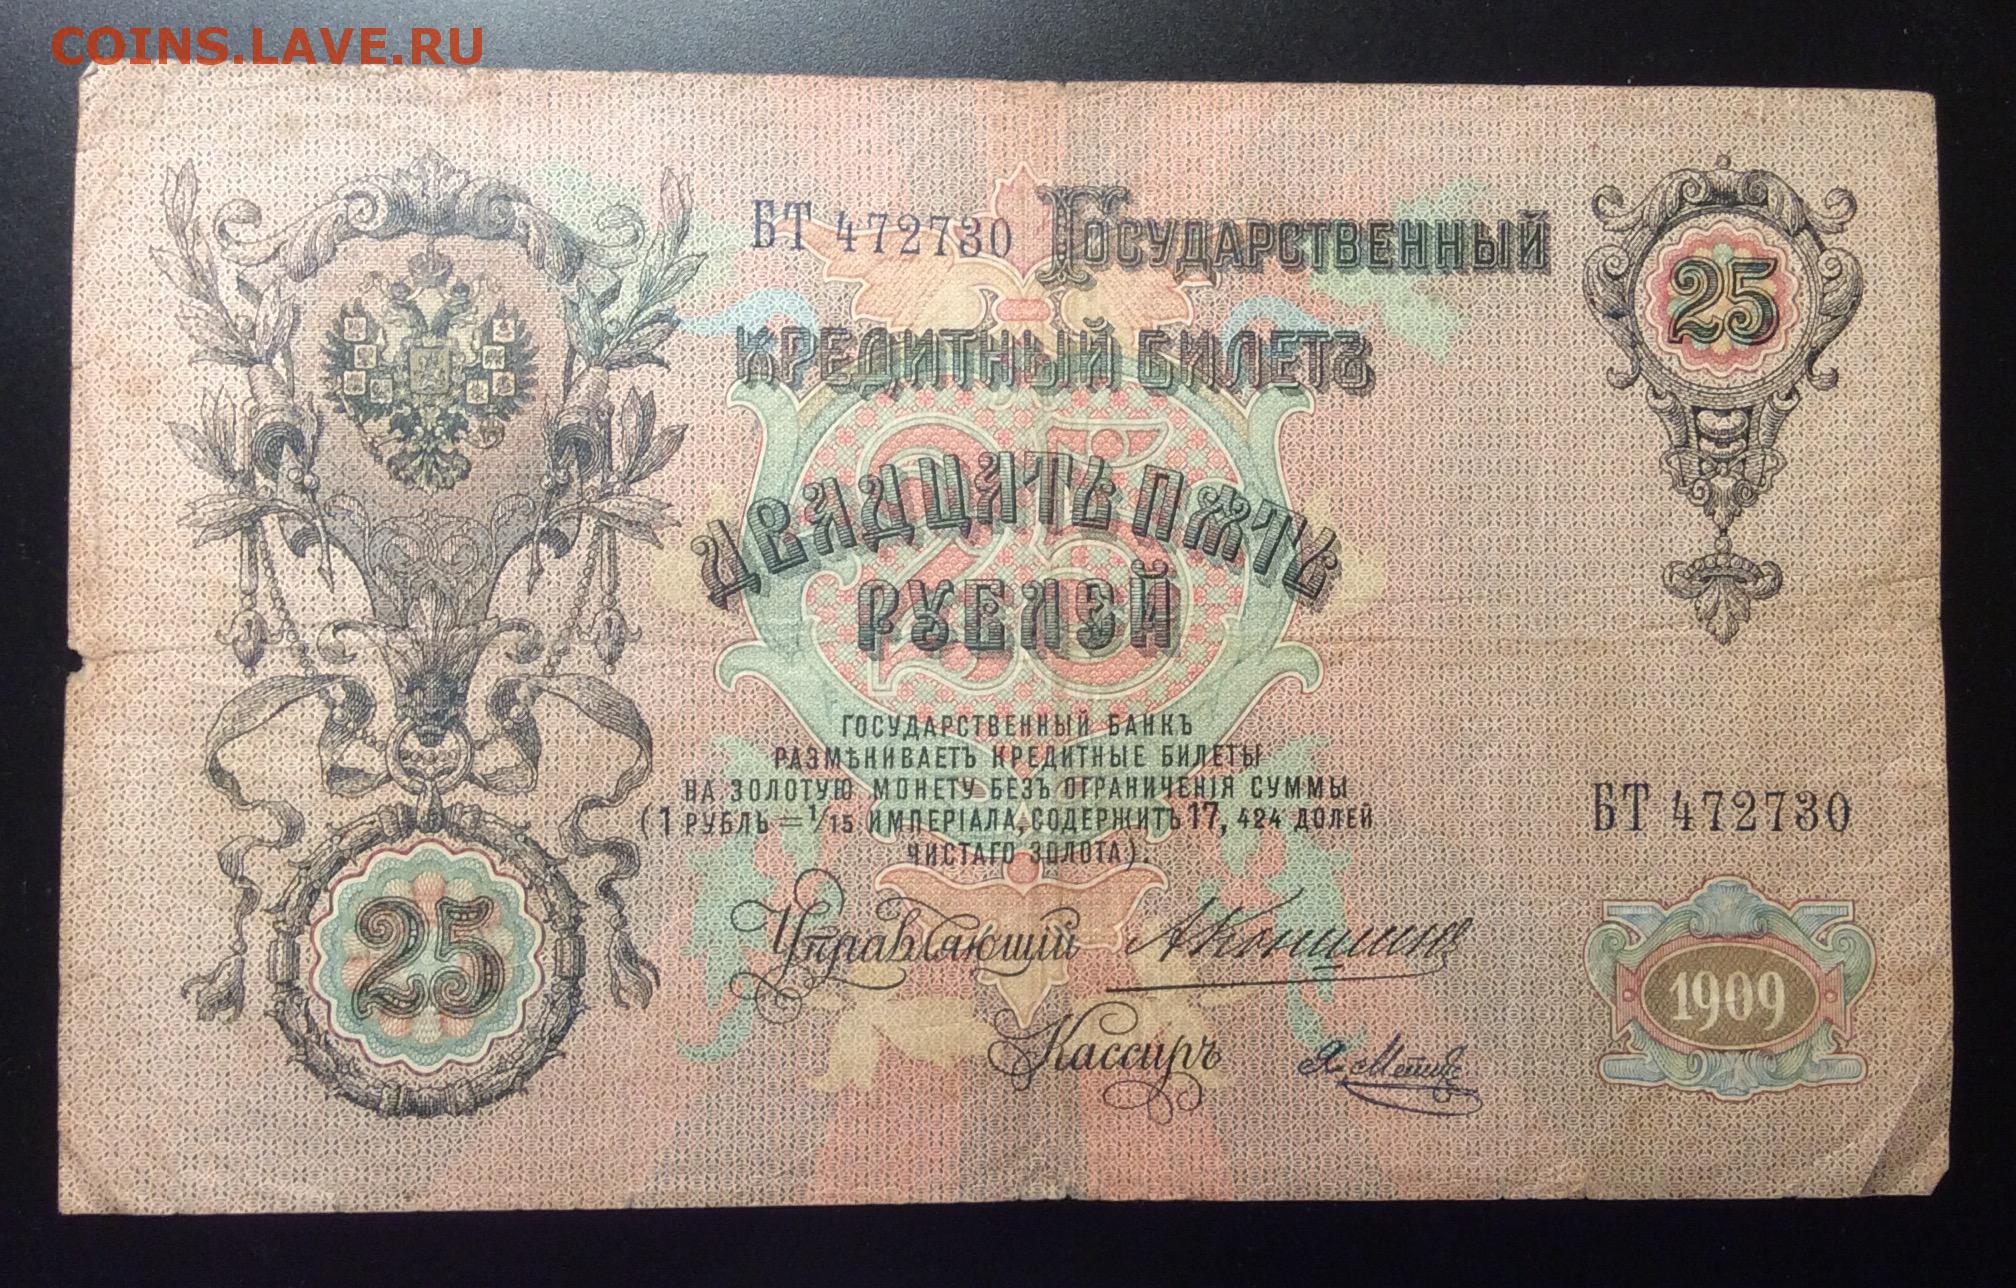 COINS.LAVE.RU
БТ 472730 Государственный
25
Кредитный Билетъ
Двадцать пять
рублей
Государственный Банкъ
размѣниваетъ кредитные билеты
на золотую монету безъ ограниченія суммы
(1 рубль = 1/15 имперіала, содержитъ 17, 424 долей
чистаго золота).
БТ 472730
25
Управляющій АКоншинъ
Кассиръ
1909